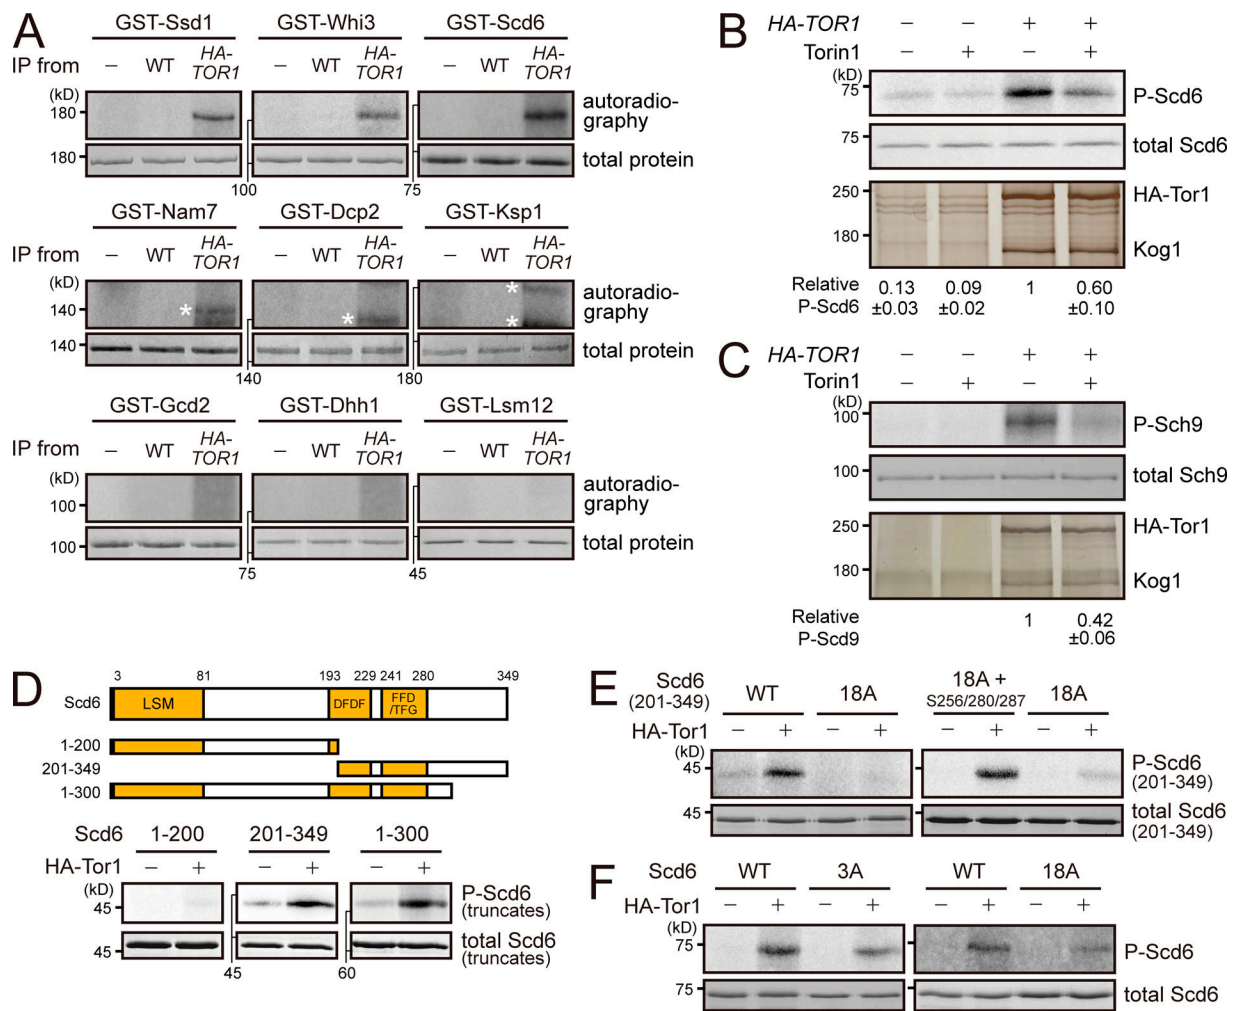 A
GST-Ssd1 GST-Whi3 GST-Scd6
IP from – WT HA-TOR1 – WT HA-TOR1 – WT HA-TOR1
(kD)
180 autoradio-
graphy
180 total protein
100 75
GST-Nam7 GST-Dcp2 GST-Ksp1
IP from – WT HA-TOR1 – WT HA-TOR1 – WT HA-TOR1
(kD)
140 * * * * autoradio-
graphy
140 total protein
140 180
GST-Gcd2 GST-Dhh1 GST-Lsm12
IP from – WT HA-TOR1 – WT HA-TOR1 – WT HA-TOR1
(kD)
100 autoradio-
graphy
100 total protein
75 45
B
HA-TOR1 – – + +
Torin1 – + – +
(kD)
75 P-Scd6
75 total Scd6
250 HA-Tor1
180 Kog1
Relative 0.13 0.09 1 0.60
P-Scd6 ±0.03 ±0.02 ±0.10
C
HA-TOR1 – – + +
Torin1 – + – +
(kD)
100 P-Sch9
100 total Sch9
250 HA-Tor1
180 Kog1
Relative 1 0.42
P-Scd9 ±0.06
D
3 81 193 229 241 280 349
Scd6 LSM DFDF FFD
/TFG
1-200
201-349
1-300
Scd6 1-200 201-349 1-300
HA-Tor1 – + – + – +
(kD)
45 P-Scd6
(truncates)
45 total Scd6
(truncates)
45 60
E
Scd6 WT 18A 18A + 18A
(201-349) S256/280/287
HA-Tor1 – + – + – + – +
(kD)
45 P-Scd6
(201-349)
45 total Scd6
(201-349)
F
Scd6 WT 3A WT 18A
HA-Tor1 – + – + – + – +
(kD)
75 P-Scd6
75 total Scd6